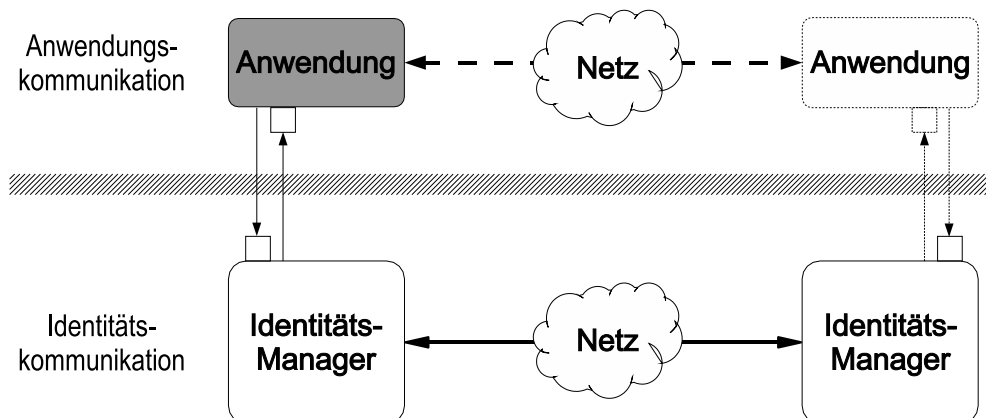 Anwendungs-
kommunikation
Anwendung
Netz
Anwendung
Identitäts-
kommunikation
Identitäts-
Manager
Netz
Identitäts-
Manager